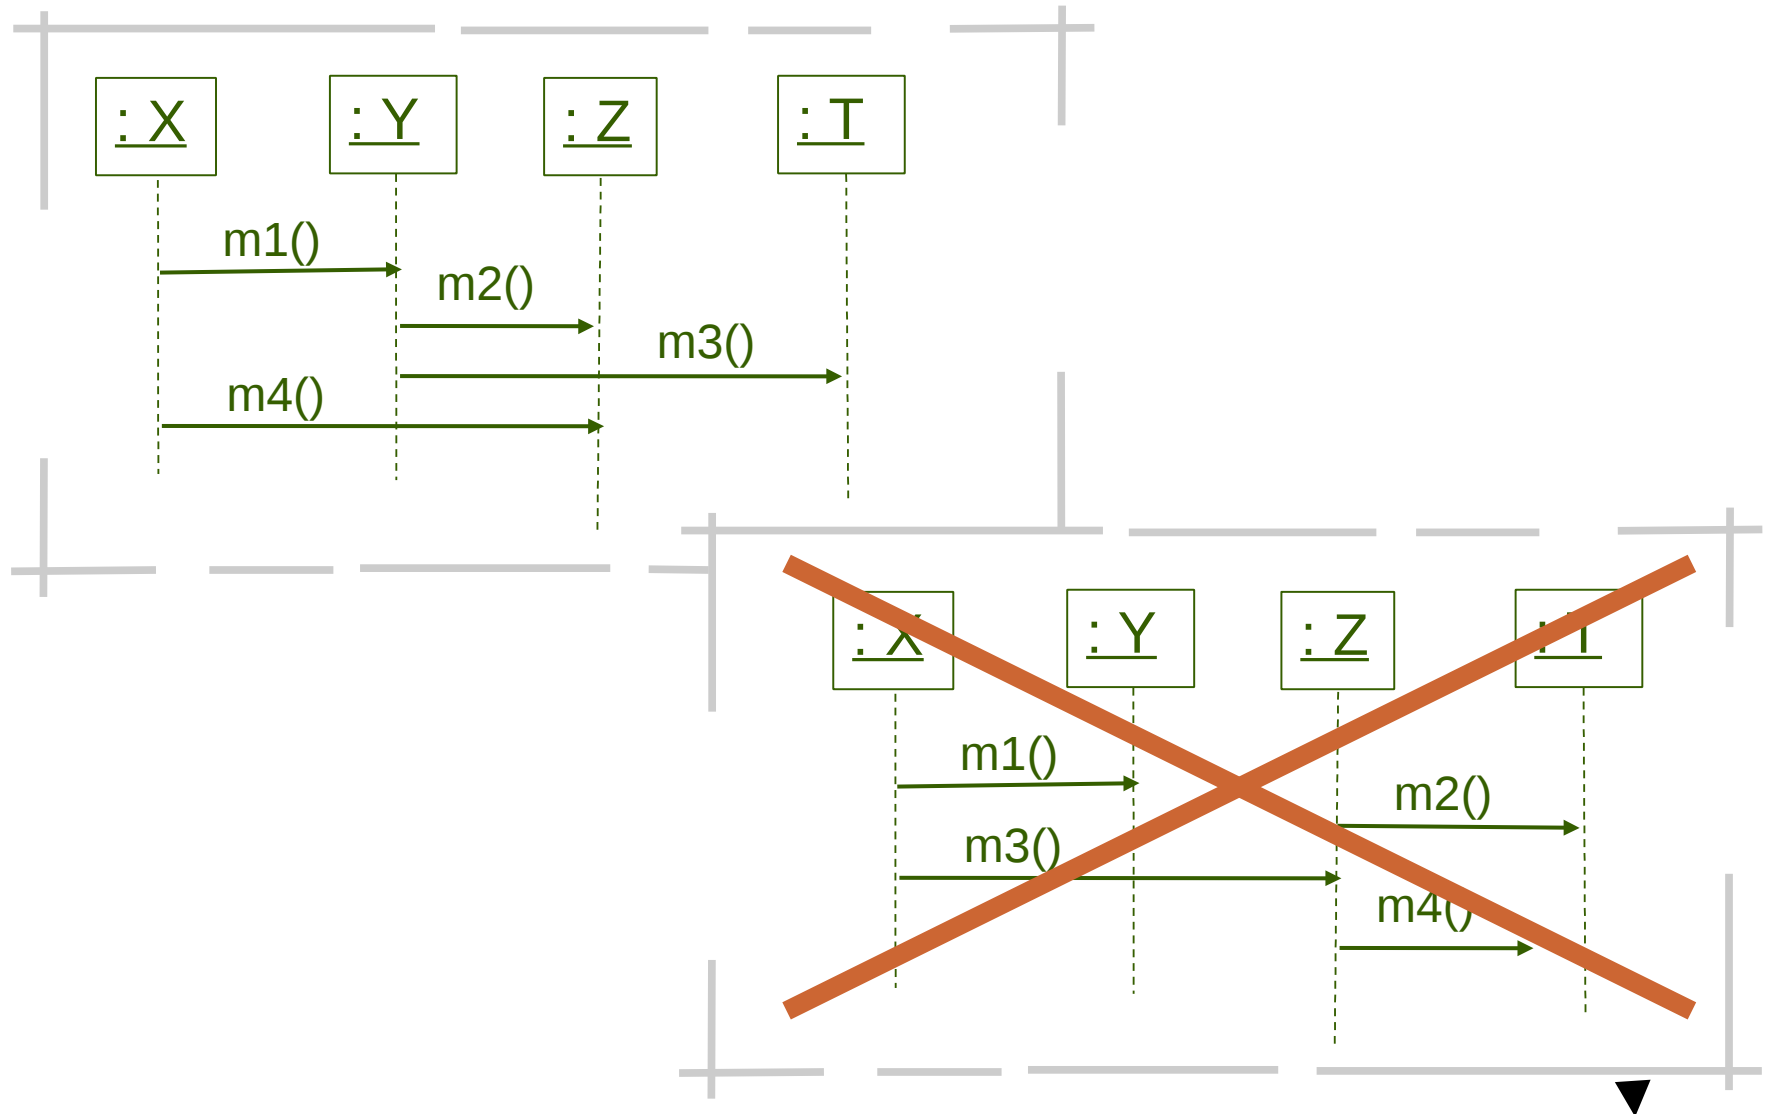 : X
: Y
: Z
: T
m1()
m2()
m3()
m4()
: X
: Y
: Z
: T
m1()
m2()
m3()
m4()